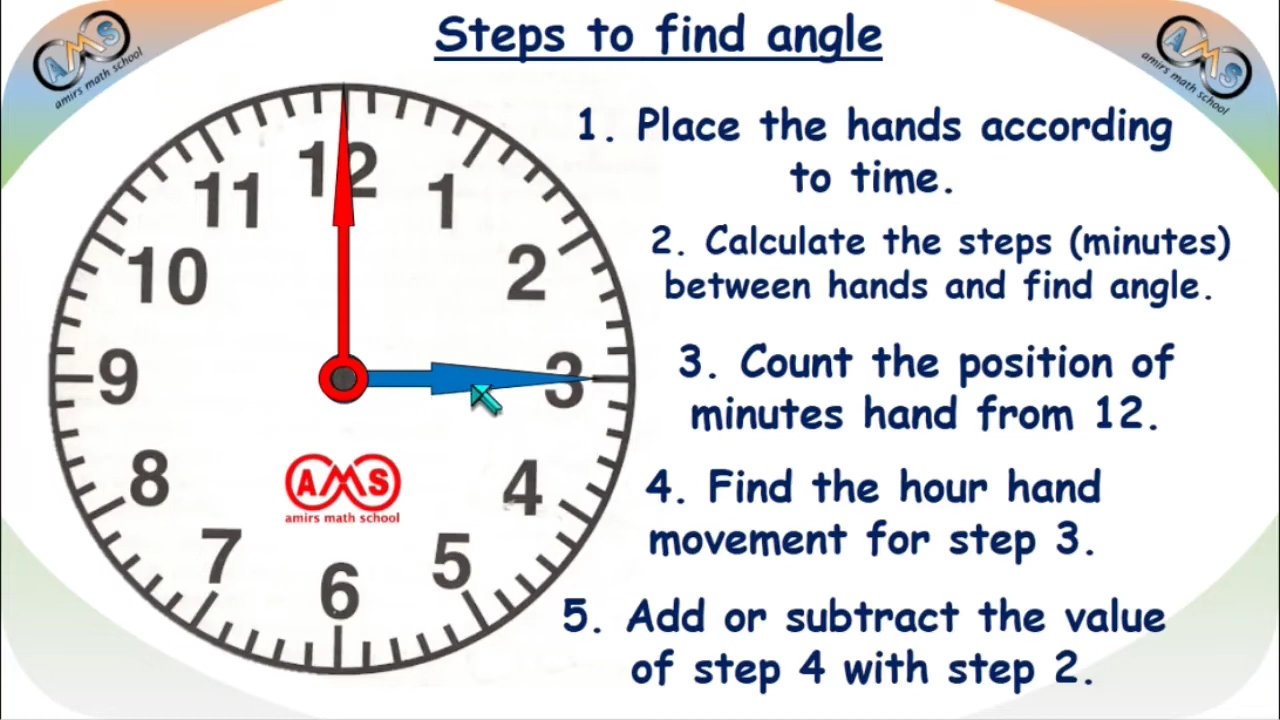 AMS
amirs math school
Steps to find angle
AMS
amirs math school
12
1
2
3
4
5
6
7
8
9
10
11
AMS
amirs math school
1. Place the hands according
to time.
2. Calculate the steps (minutes)
between hands and find angle.
3. Count the position of
minutes hand from 12.
4. Find the hour hand
movement for step 3.
5. Add or subtract the value
of step 4 with step 2.